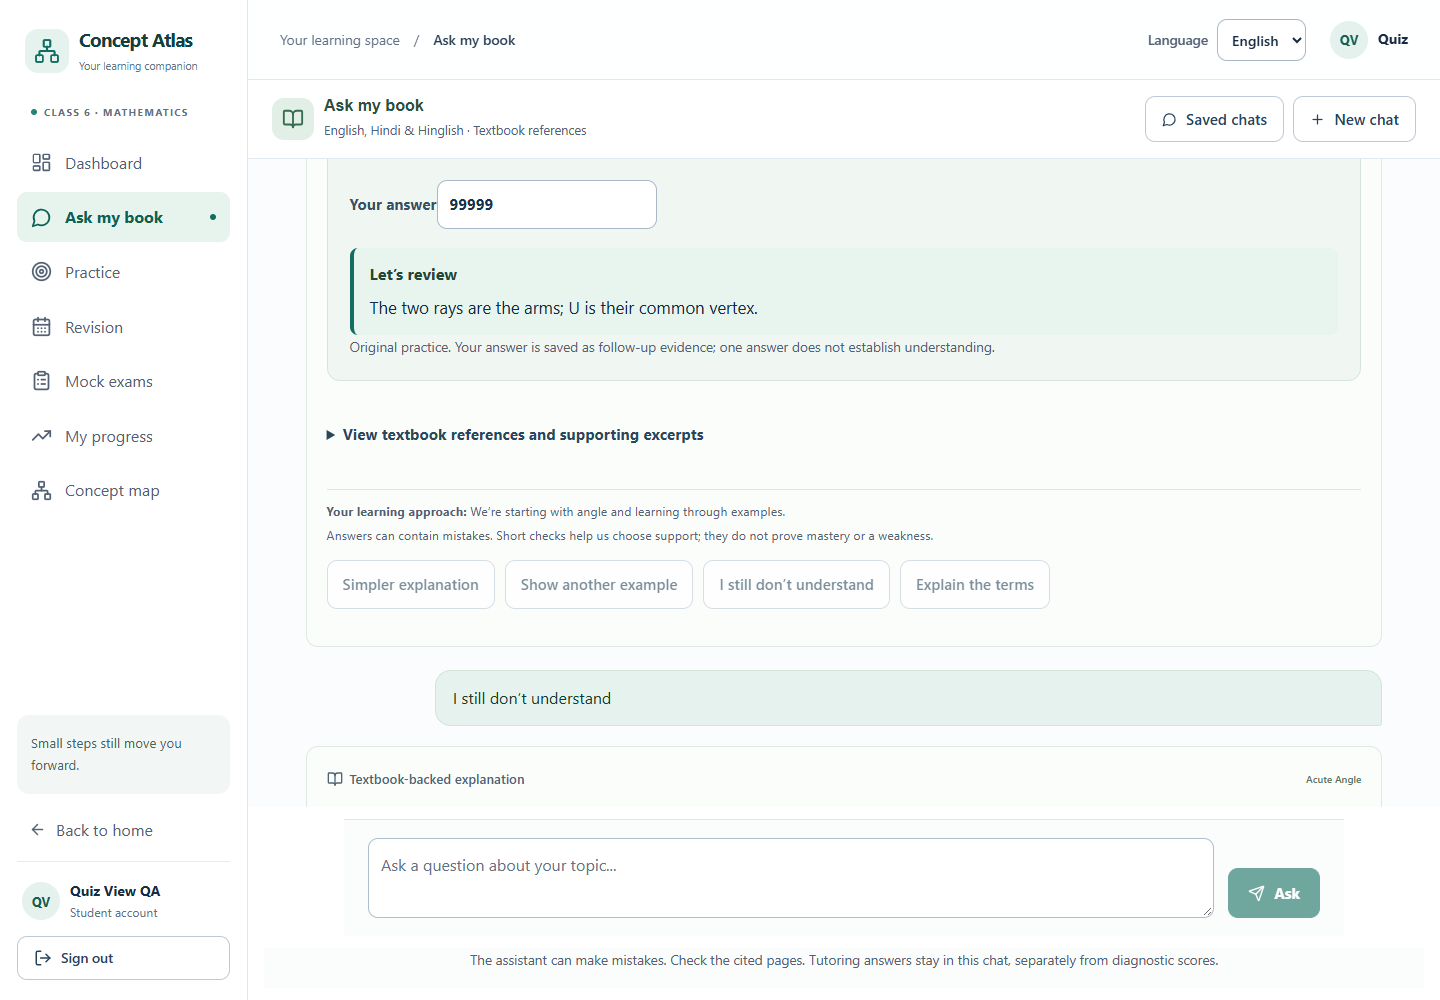 Concept Atlas
Your learning companion
CLASS 6 · MATHEMATICS
Dashboard
Ask my book
Practice
Revision
Mock exams
My progress
Concept map
Small steps still move you
forward.
Back to home
QV
Quiz View QA
Student account
Sign out
Your learning space / Ask my book
Language
English
QV
Quiz
Ask my book
English, Hindi & Hinglish · Textbook references
Saved chats
New chat
Your answer
99999
Let's review
The two rays are the arms; U is their common vertex.
Original practice. Your answer is saved as follow-up evidence; one answer does not establish understanding.
View textbook references and supporting excerpts
Your learning approach: We're starting with angle and learning through examples.
Answers can contain mistakes. Short checks help us choose support; they do not prove mastery or a weakness.
Simpler explanation
Show another example
I still don't understand
Explain the terms
I still don't understand
Textbook-backed explanation
Acute Angle
Ask a question about your topic...
Ask
The assistant can make mistakes. Check the cited pages. Tutoring answers stay in this chat, separately from diagnostic scores.